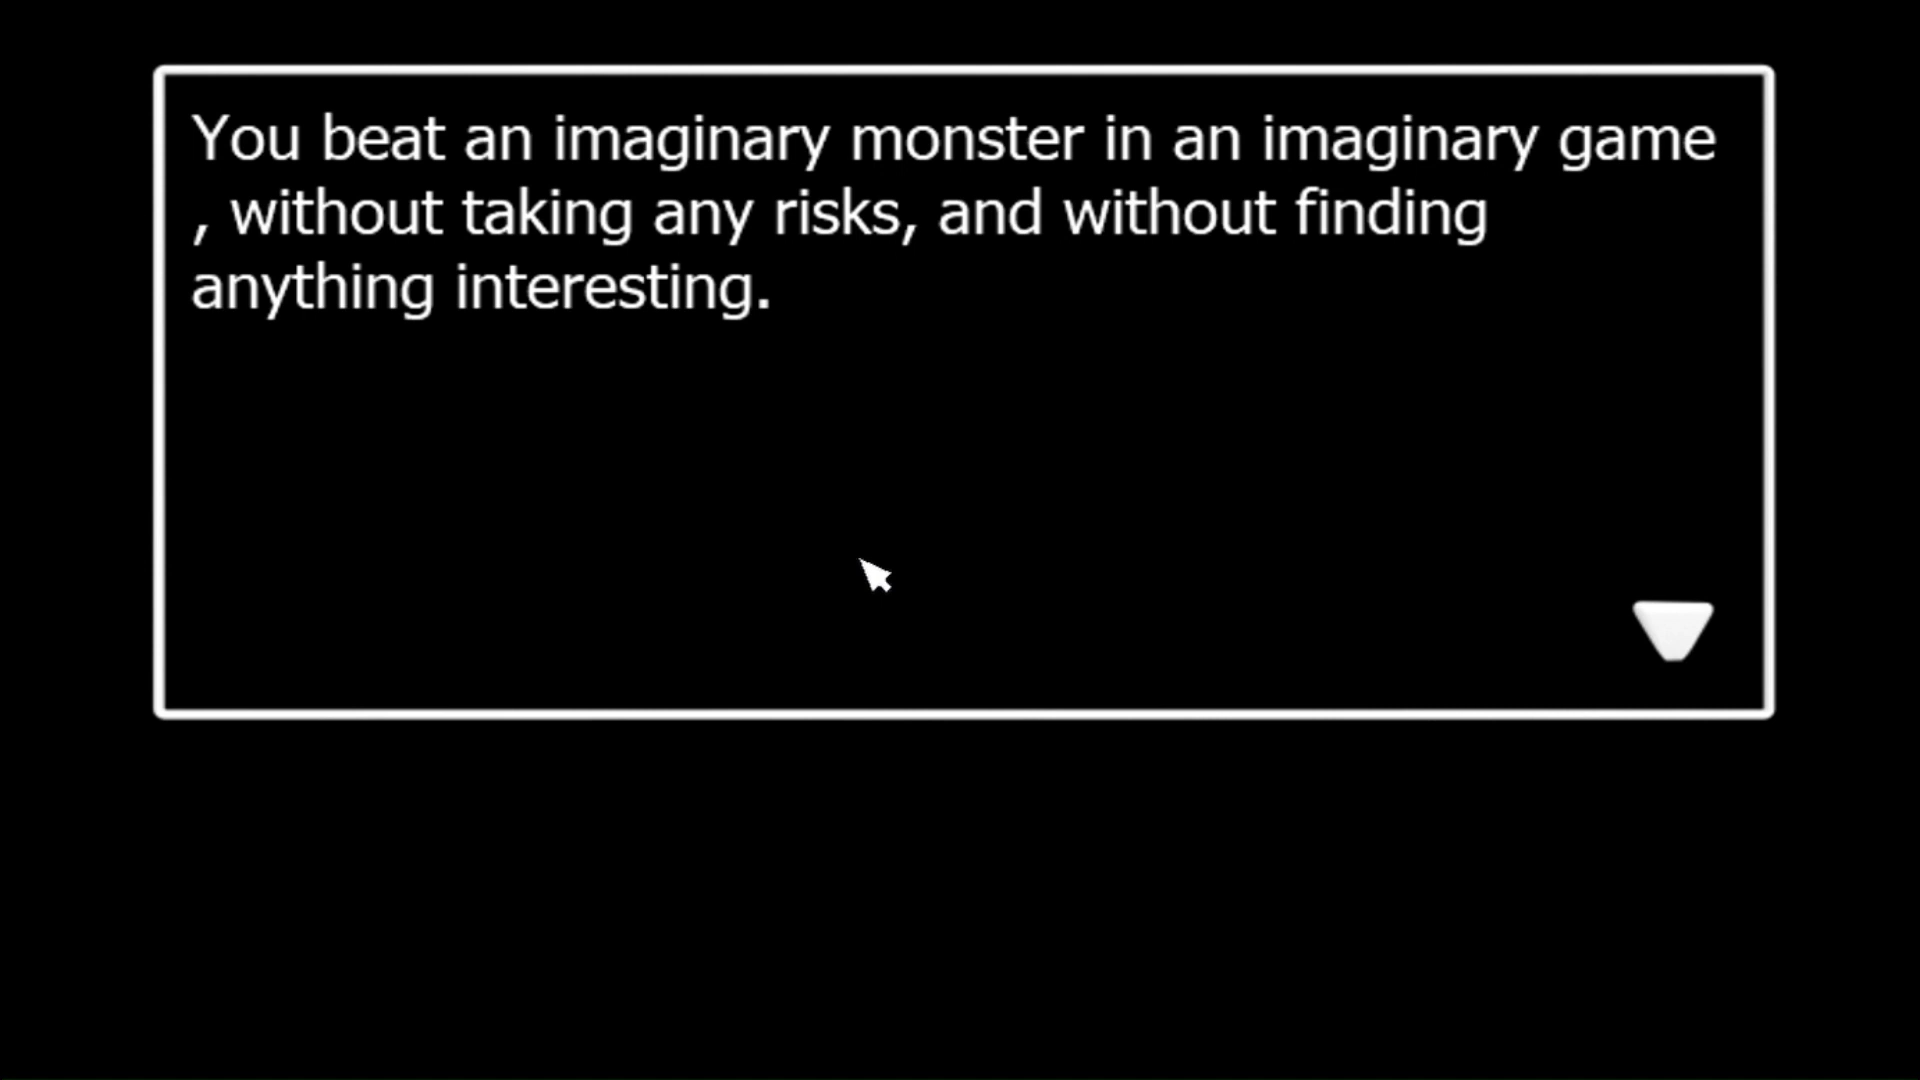 You beat an imaginary monster in an imaginary game
, without taking any risks, and without finding
anything interesting.